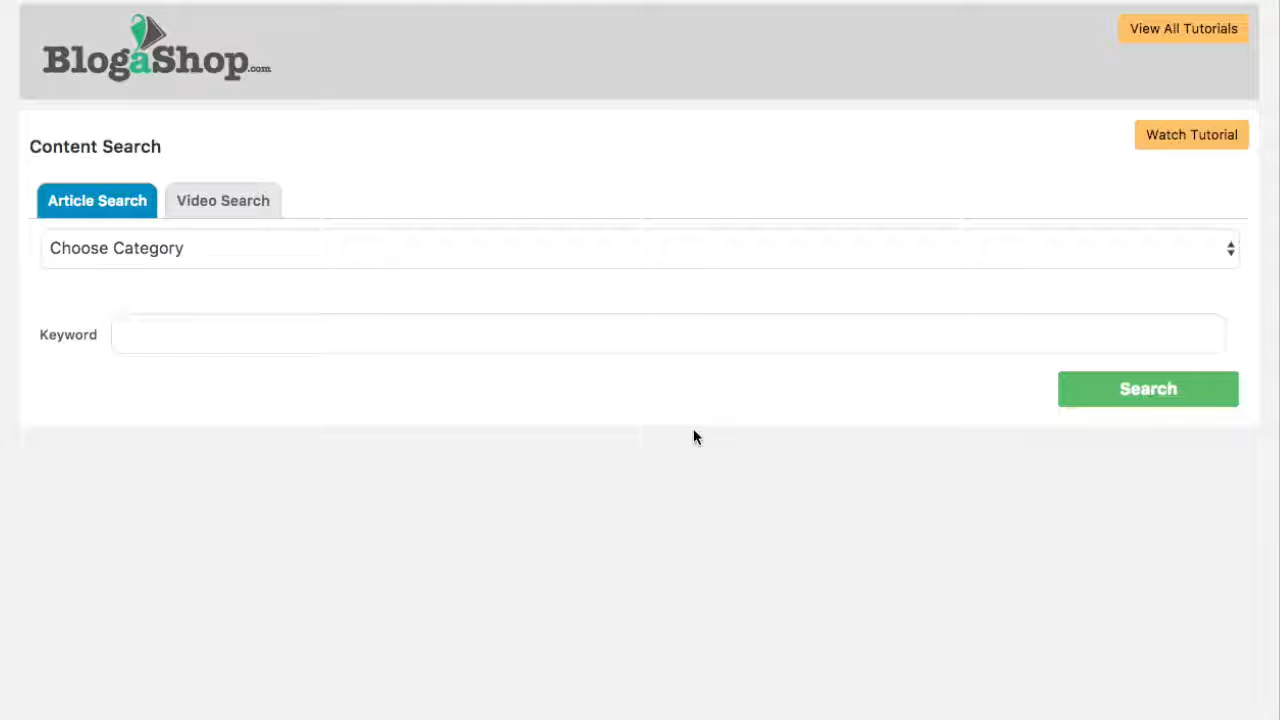 BlogaShop.com
View All Tutorials
Content Search
Watch Tutorial
Article Search
Video Search
Choose Category
Keyword
Search